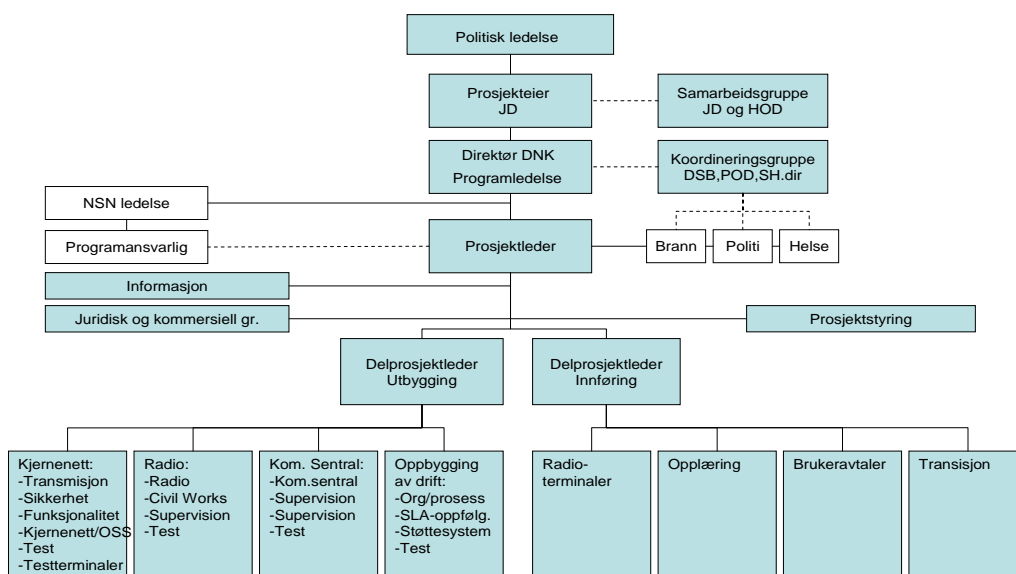 Politisk ledelse
Prosjekteier
JD
Samarbeidsgruppe
JD og HOD
Direktør DNK
Programledelse
Koordineringsgruppe
DSB,POD,SH.dir
NSN ledelse
Programansvarlig
Prosjektleder
Brann
Politi
Helse
Informasjon
Juridisk og kommersiell gr.
Prosjektstyring
Delprosjektleder
Utbygging
Delprosjektleder
Innføring
Kjernenett:
-Transmisjon
-Sikkerhet
-Funksjonalitet
-Kjernenett/OSS
-Test
-Testterminaler
Radio:
-Radio
-Civil Works
-Supervision
-Test
Kom. Sentral:
-Kom.sentral
-Supervision
-Supervision
-Test
Oppbygging
av drift:
-Org/prosess
-SLA-oppfølg.
-Støttesystem
-Test
Radio-
terminaler
Opplæring
Brukeravtaler
Transisjon